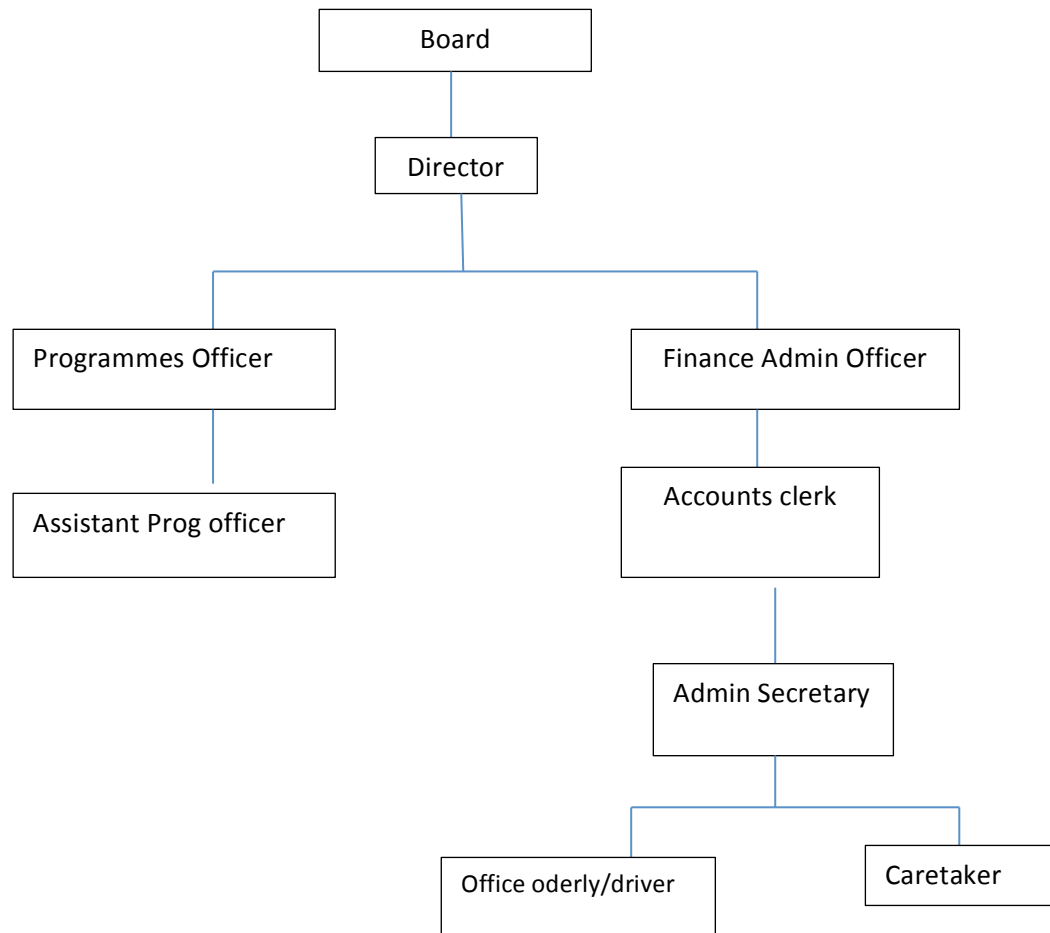 Board
Director
Programmes Officer
Finance Admin Officer
Assistant Prog officer
Accounts clerk
Admin Secretary
Office oderly/driver
Caretaker